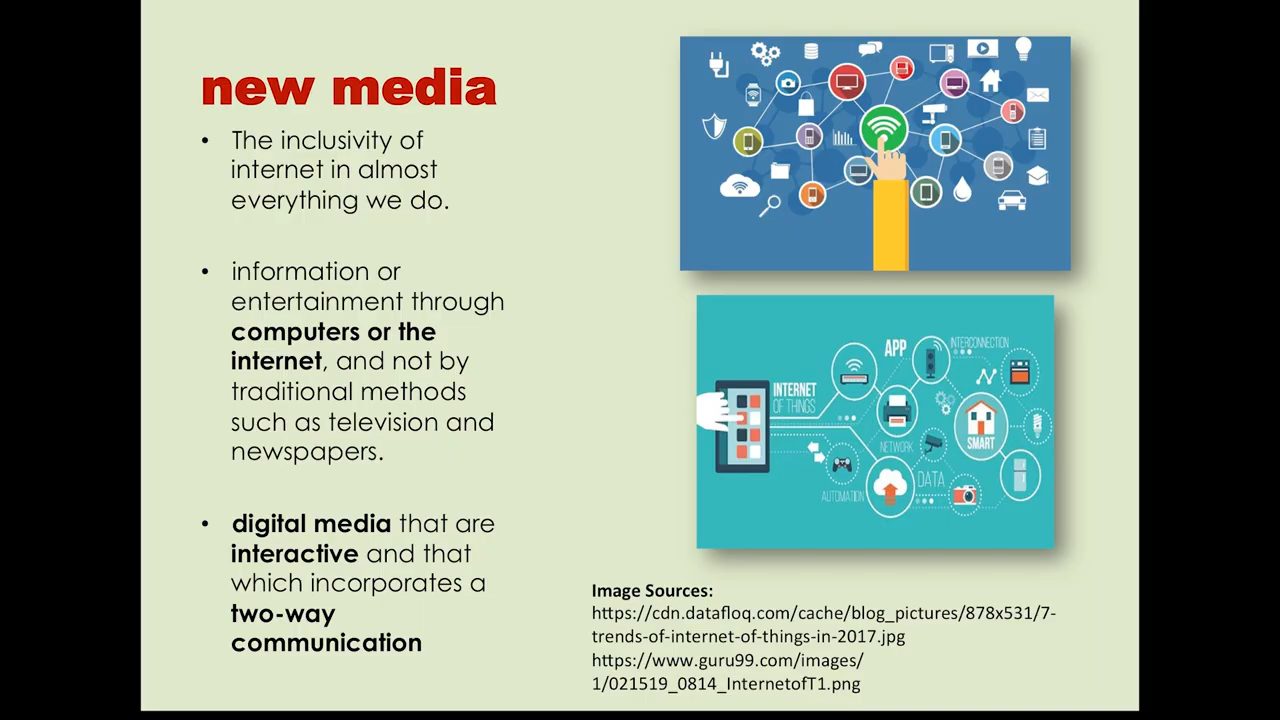 new media
• The inclusivity of
internet in almost
everything we do.
• information or
entertainment through
computers or the
internet, and not by
traditional methods
such as television and
newspapers.
• digital media that are
interactive and that
which incorporates a
two-way
communication
INTERNET
OF THINGS
APP
INTERCONNECTION
NETWORK
SMART
AUTOMATION
DATA
Image Sources:
https://cdn.datafloq.com/cache/blog_pictures/878x531/7-
trends-of-internet-of-things-in-2017.jpg
https://www.guru99.com/images/
1/021519_0814_InternetofT1.png